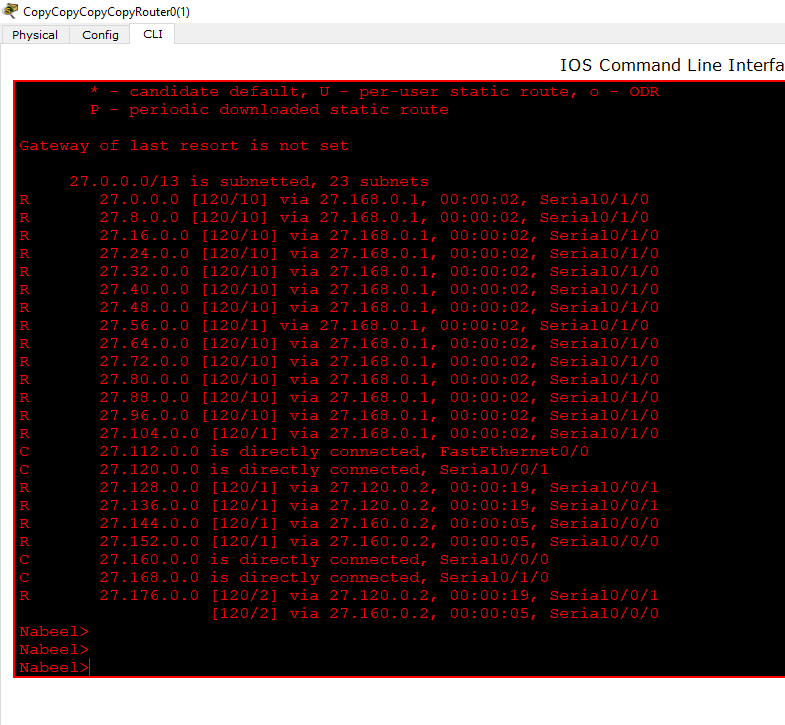 CopyCopyCopyCopyRouter0(1)
Physical Config CLI
IOS Command Line Interfa
* - candidate default, U - per-user static route, o - ODR
P - periodic downloaded static route
Gateway of last resort is not set
27.0.0.0/13 is subnetted, 23 subnets
R 27.0.0.0 [120/10] via 27.168.0.1, 00:00:02, Serial0/1/0
R 27.8.0.0 [120/10] via 27.168.0.1, 00:00:02, Serial0/1/0
R 27.16.0.0 [120/10] via 27.168.0.1, 00:00:02, Serial0/1/0
R 27.24.0.0 [120/10] via 27.168.0.1, 00:00:02, Serial0/1/0
R 27.32.0.0 [120/10] via 27.168.0.1, 00:00:02, Serial0/1/0
R 27.40.0.0 [120/10] via 27.168.0.1, 00:00:02, Serial0/1/0
R 27.48.0.0 [120/10] via 27.168.0.1, 00:00:02, Serial0/1/0
R 27.56.0.0 [120/1] via 27.168.0.1, 00:00:02, Serial0/1/0
R 27.64.0.0 [120/10] via 27.168.0.1, 00:00:02, Serial0/1/0
R 27.72.0.0 [120/10] via 27.168.0.1, 00:00:02, Serial0/1/0
R 27.80.0.0 [120/10] via 27.168.0.1, 00:00:02, Serial0/1/0
R 27.88.0.0 [120/10] via 27.168.0.1, 00:00:02, Serial0/1/0
R 27.96.0.0 [120/10] via 27.168.0.1, 00:00:02, Serial0/1/0
R 27.104.0.0 [120/1] via 27.168.0.1, 00:00:02, Serial0/1/0
C 27.112.0.0 is directly connected, FastEthernet0/0
C 27.120.0.0 is directly connected, Serial0/0/1
R 27.128.0.0 [120/1] via 27.120.0.2, 00:00:19, Serial0/0/1
R 27.136.0.0 [120/1] via 27.120.0.2, 00:00:19, Serial0/0/1
R 27.144.0.0 [120/1] via 27.160.0.2, 00:00:05, Serial0/0/0
R 27.152.0.0 [120/1] via 27.160.0.2, 00:00:05, Serial0/0/0
C 27.160.0.0 is directly connected, Serial0/0/0
C 27.168.0.0 is directly connected, Serial0/1/0
R 27.176.0.0 [120/2] via 27.120.0.2, 00:00:19, Serial0/0/1
[120/2] via 27.160.0.2, 00:00:05, Serial0/0/0
Nabeel>
Nabeel>
Nabeel>